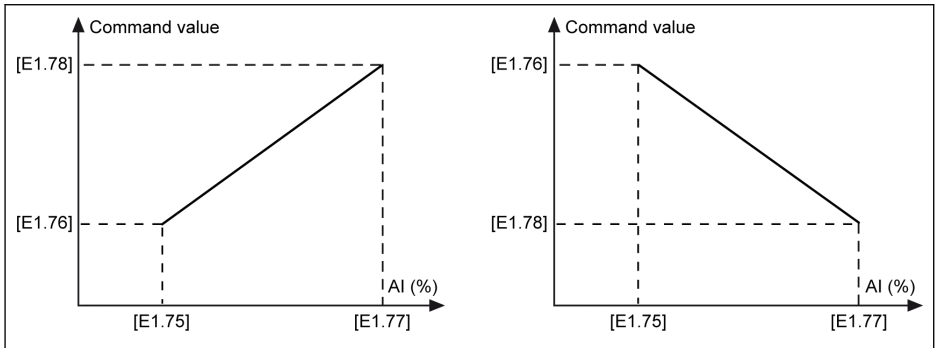 Command value
[E1.78]
[E1.76]
AI (%)
[E1.75]
[E1.77]
Command value
[E1.76]
[E1.78]
AI (%)
[E1.75]
[E1.77]